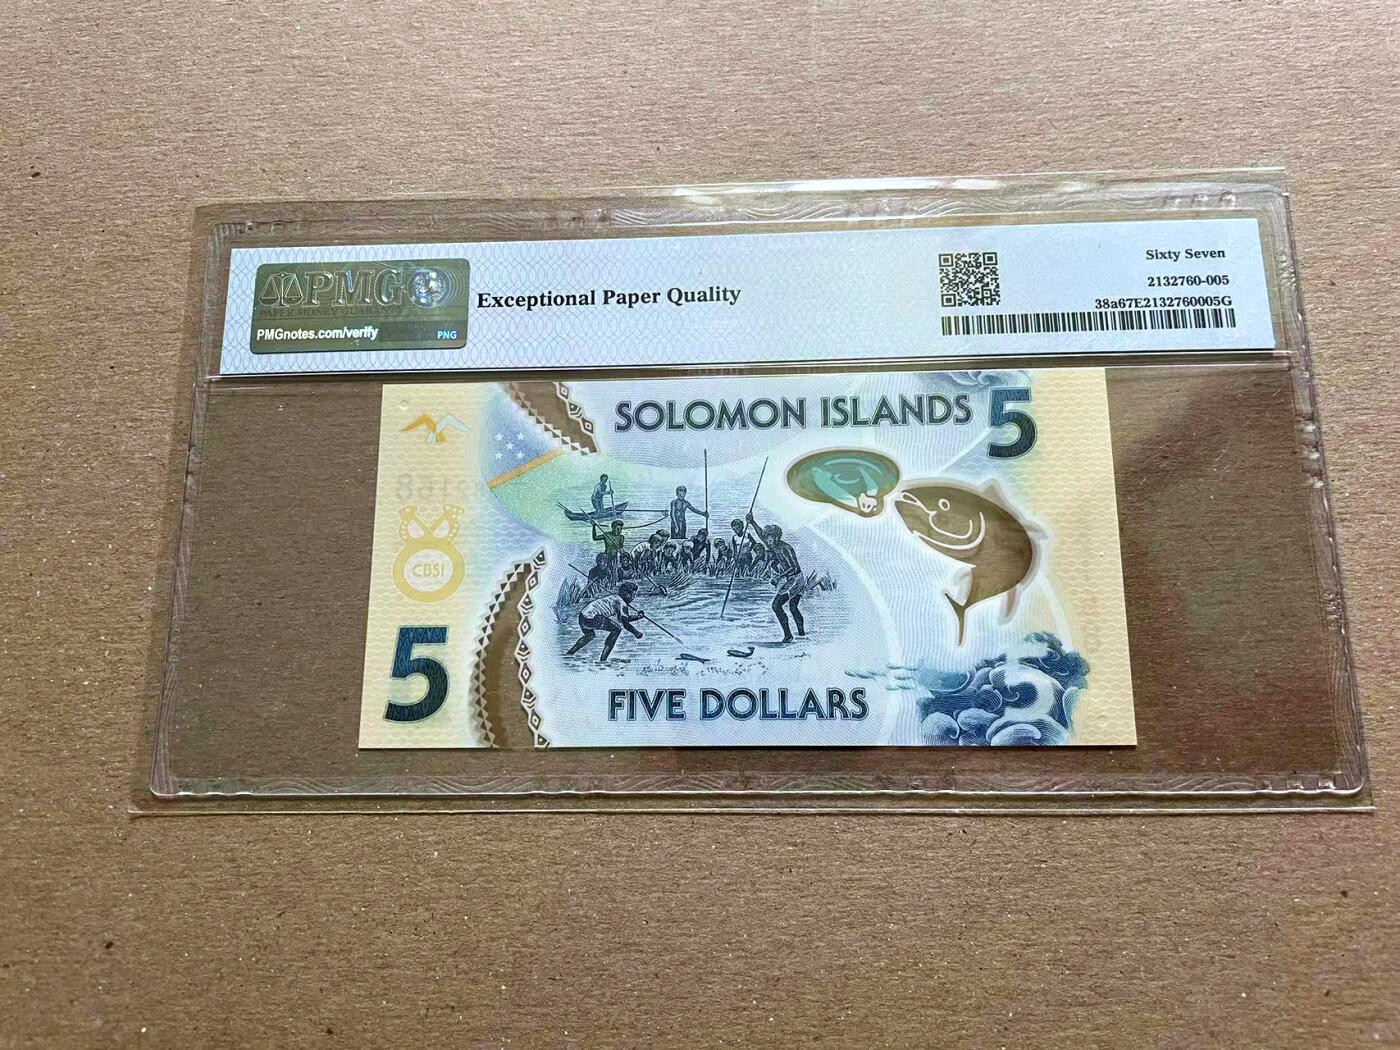 PMG
PAPER MONEY GUARANTY
PMGnotes.com/verify
PNG
Exceptional Paper Quality
Sixty Seven
2132760-005
38a67E2132760005G
SOLOMON ISLANDS
5
CBSI
5
FIVE DOLLARS